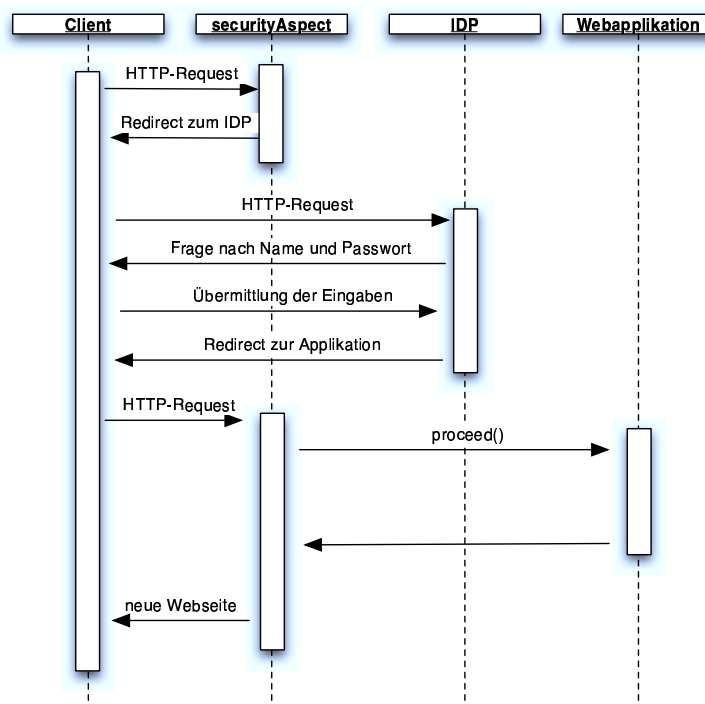 Client
securityAspect
IDP
Webapplikation
HTTP-Request
Redirect zum IDP
HTTP-Request
Frage nach Name und Passwort
Übermittlung der Eingaben
Redirect zur Applikation
HTTP-Request
proceed()
neue Webseite